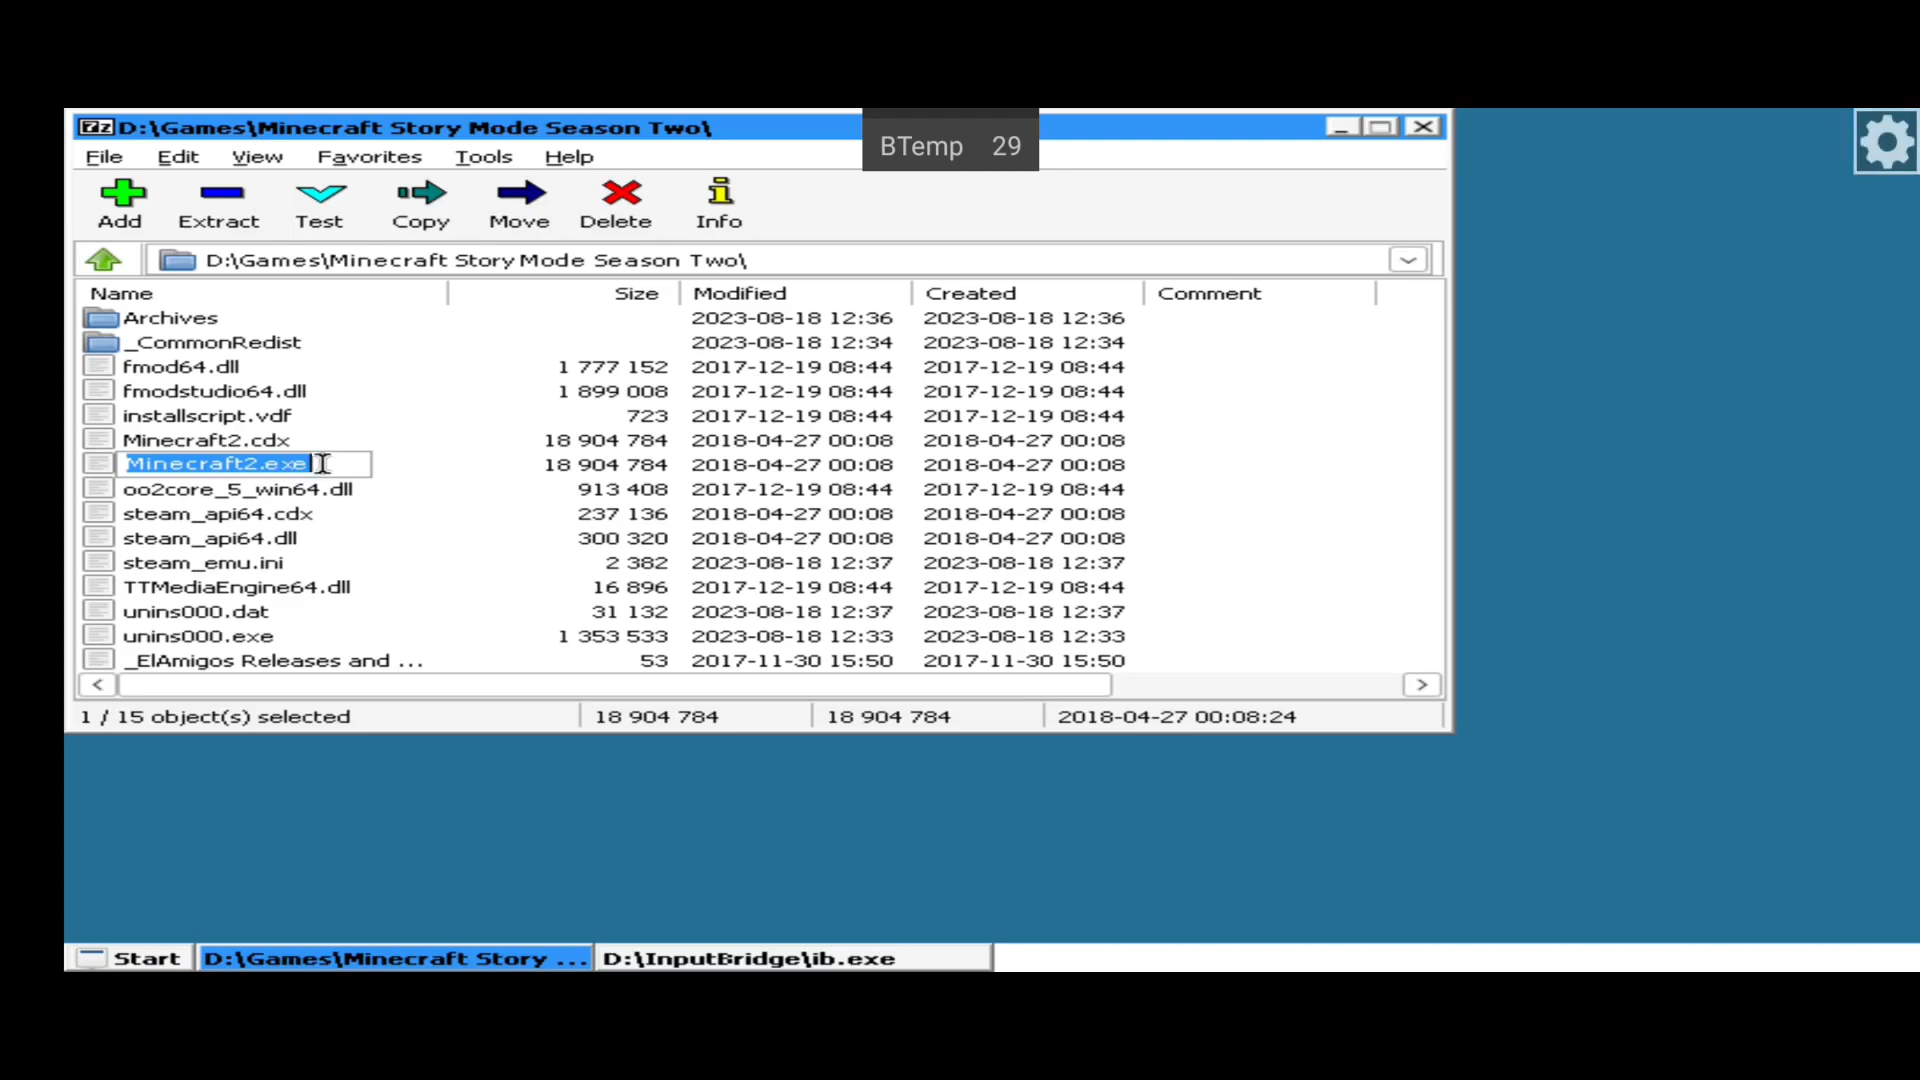 D:\Games\Minecraft Story Mode Season Two\
BTemp 29
File Edit View Favorites Tools Help
Add Extract Test Copy Move Delete Info
D:\Games\Minecraft Story Mode Season Two\
Name Size Modified Created Comment
Archives 2023-08-18 12:36 2023-08-18 12:36
_CommonRedist 2023-08-18 12:34 2023-08-18 12:34
fmod64.dll 1 777 152 2017-12-19 08:44 2017-12-19 08:44
fmodstudio64.dll 1 899 008 2017-12-19 08:44 2017-12-19 08:44
installscript.vdf 723 2017-12-19 08:44 2017-12-19 08:44
Minecraft2.cdx 18 904 784 2018-04-27 00:08 2018-04-27 00:08
Minecraft2.exe 18 904 784 2018-04-27 00:08 2018-04-27 00:08
oo2core_5_win64.dll 913 408 2017-12-19 08:44 2017-12-19 08:44
steam_api64.cdx 237 136 2018-04-27 00:08 2018-04-27 00:08
steam_api64.dll 300 320 2018-04-27 00:08 2018-04-27 00:08
steam_emu.ini 2 382 2023-08-18 12:37 2023-08-18 12:37
TTMediaEngine64.dll 16 896 2017-12-19 08:44 2017-12-19 08:44
unins000.dat 31 132 2023-08-18 12:37 2023-08-18 12:37
unins000.exe 1 353 533 2023-08-18 12:33 2023-08-18 12:33
_ElAmigos Releases and ... 53 2017-11-30 15:50 2017-11-30 15:50
1 / 15 object(s) selected 18 904 784 18 904 784 2018-04-27 00:08:24
Start D:\Games\Minecraft Story ... D:\InputBridge\ib.exe